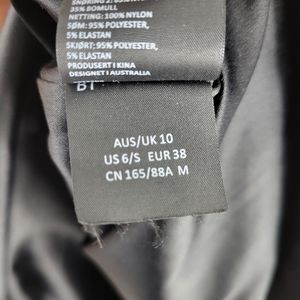 35% BOMULL
NETTING: 100% NYLON
SØM: 95% POLYESTER,
5% ELASTAN
SKJØRT: 95% POLYESTER,
5% ELASTAN
PRODUSERT I KINA
DESIGNET I AUSTRALIA
AUS/UK 10
US 6/S EUR 38
CN 165/88A M